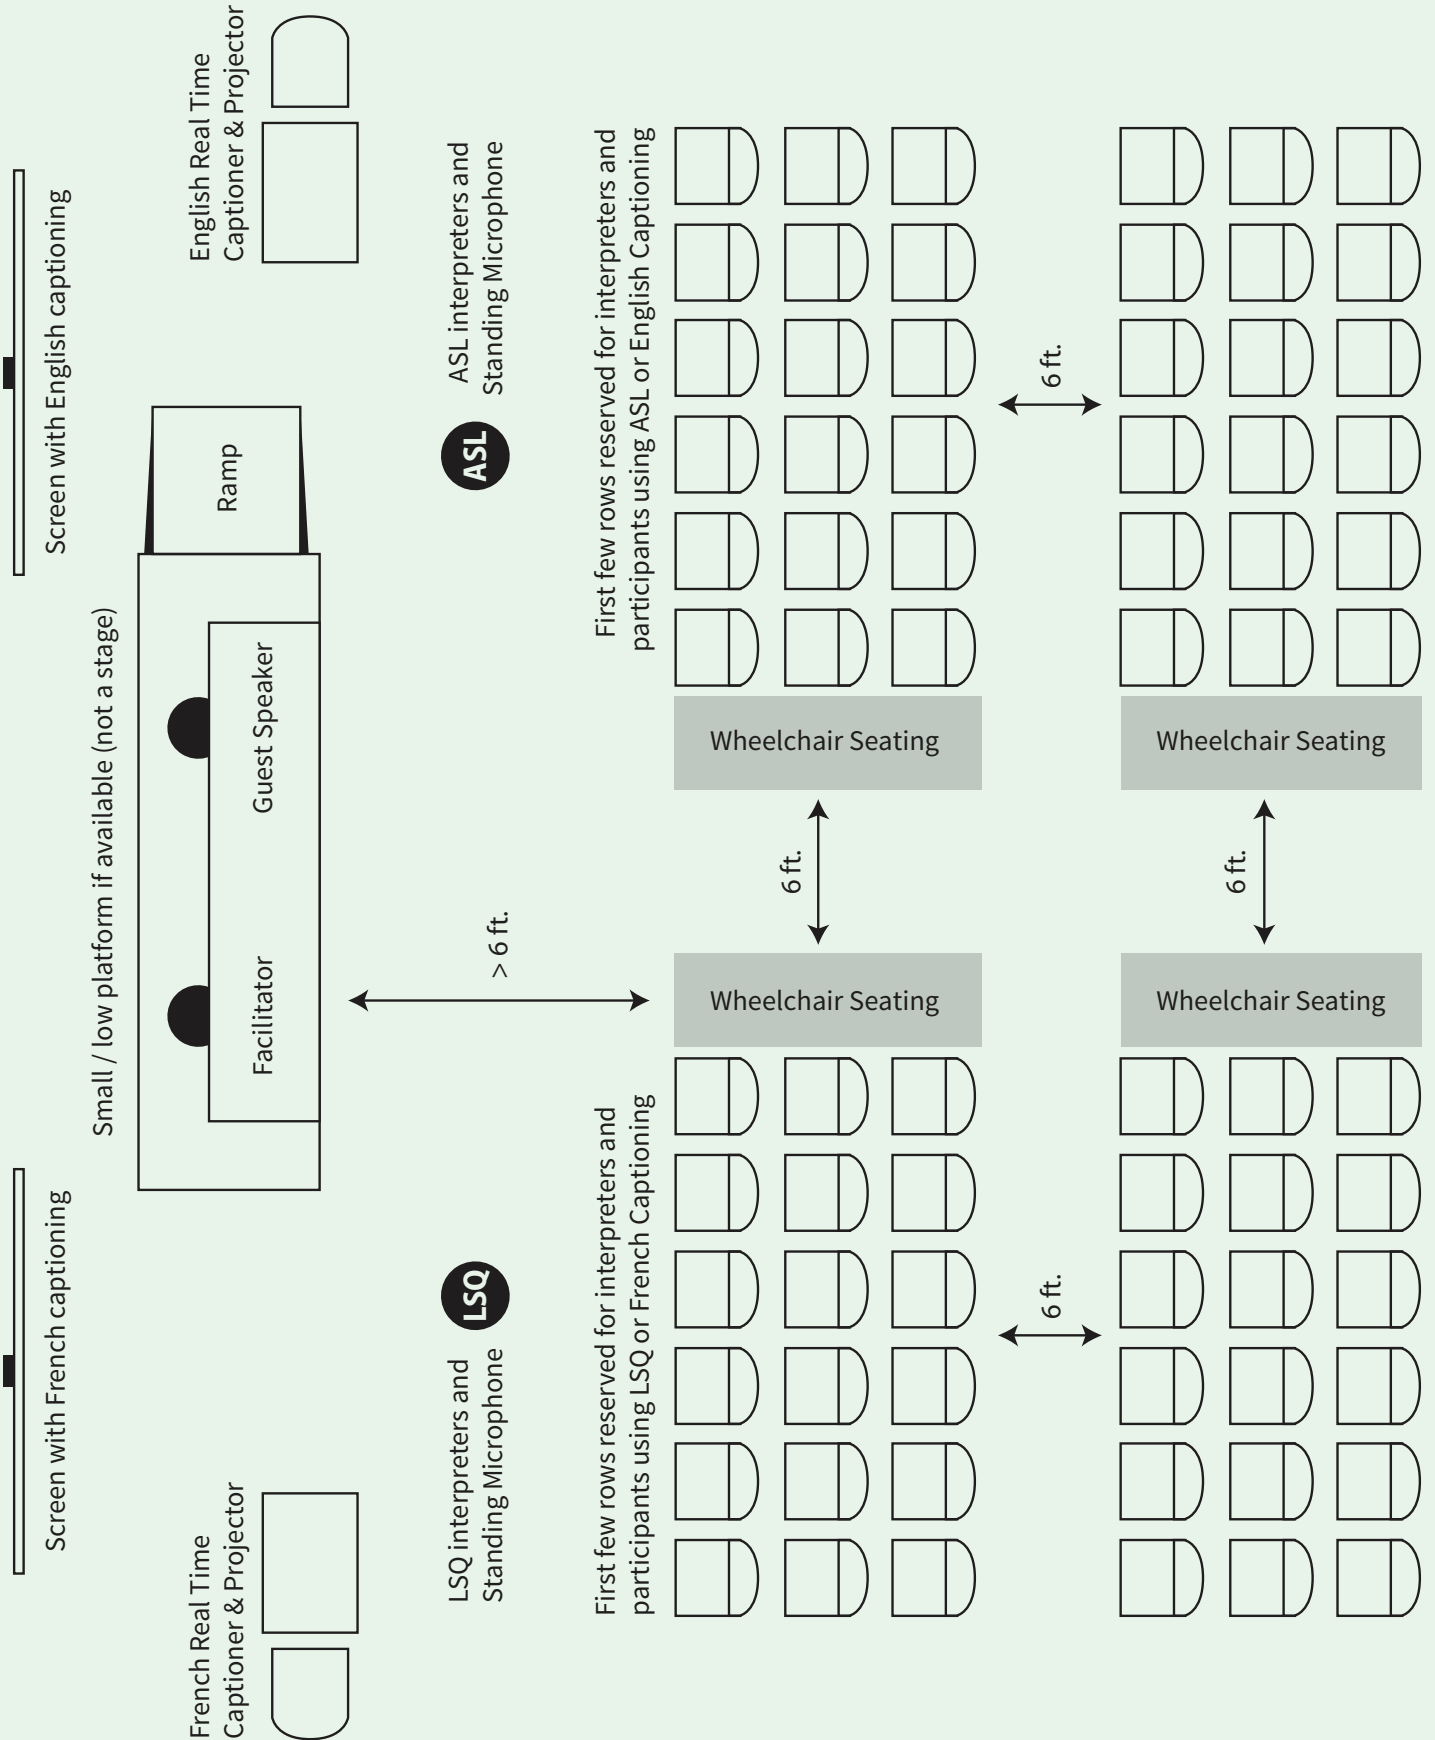 Screen with French captioning
Screen with English captioning
Small / low platform if available (not a stage)
French Real Time
Captioner & Projector
Facilitator
Guest Speaker
Ramp
English Real Time
Captioner & Projector
LSQ interpreters and
Standing Microphone
LSQ
> 6 ft.
ASL
ASL interpreters and
Standing Microphone
First few rows reserved for interpreters and
participants using LSQ or French Captioning
First few rows reserved for interpreters and
participants using ASL or English Captioning
Wheelchair Seating
6 ft.
Wheelchair Seating
6 ft.
6 ft.
Wheelchair Seating
6 ft.
Wheelchair Seating